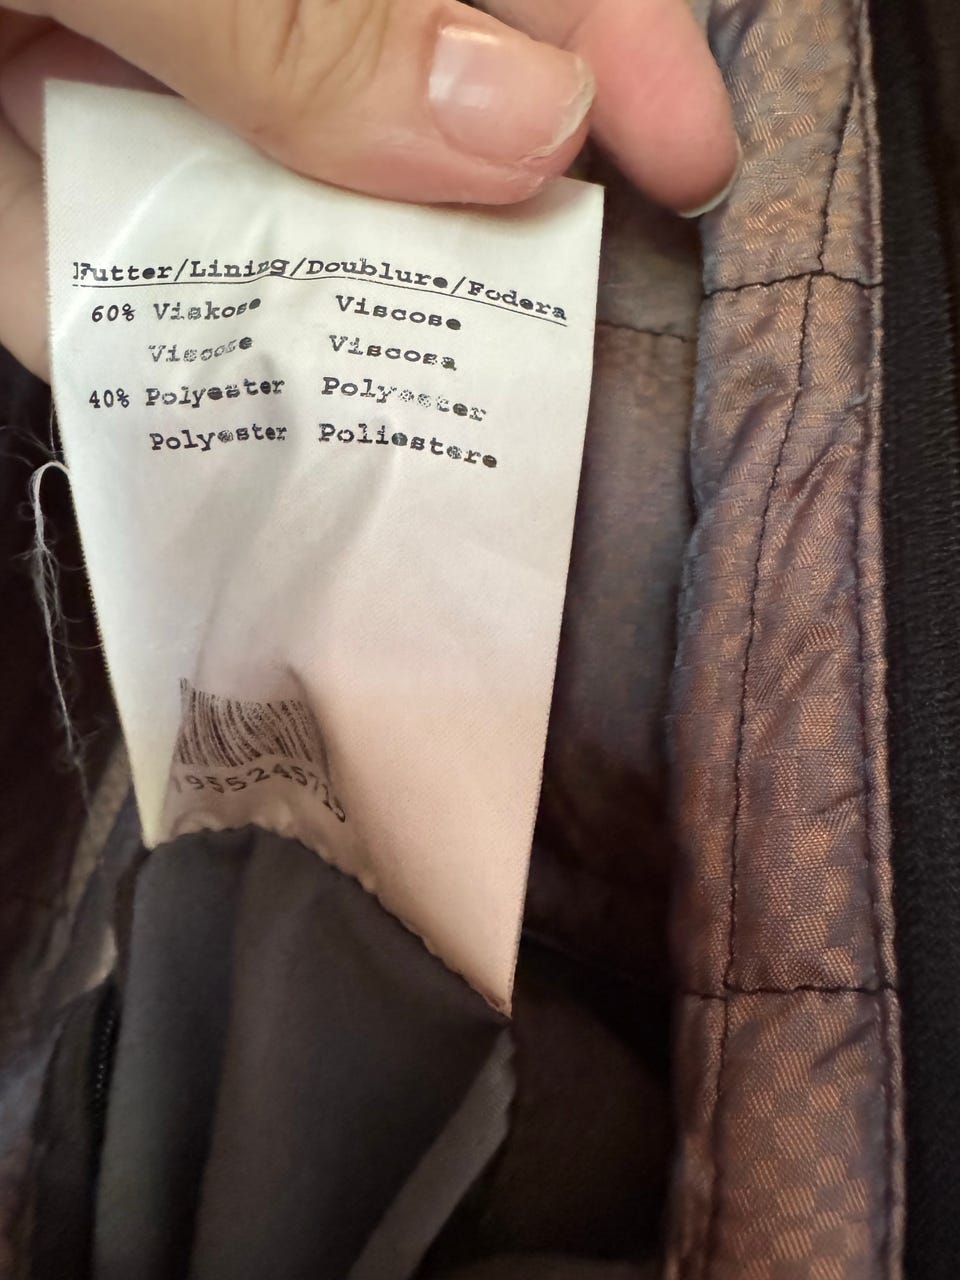 Futter/Lining/Doublure/Fodera
60% Viskose Viscose
Viscose Viscosa
40% Polyester Polyester
Polyester Poliestere